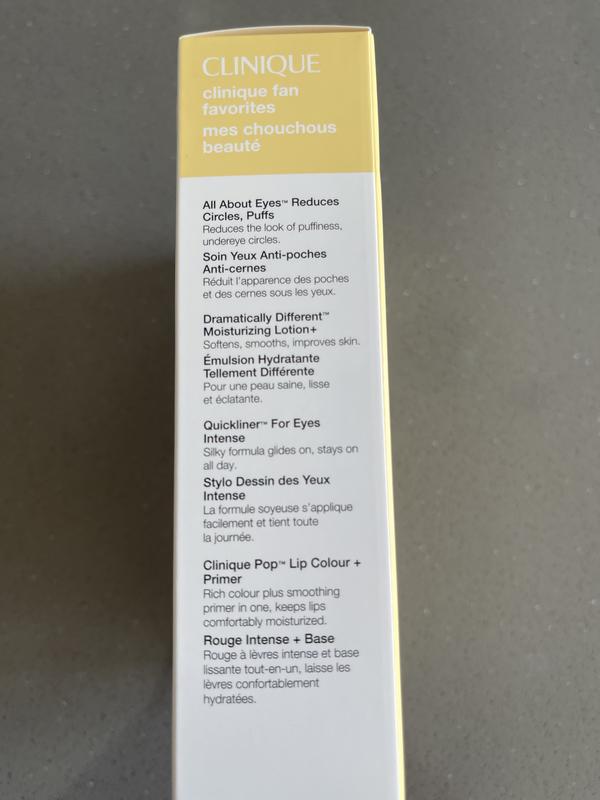 CLINIQUE
clinique fan
favorites
mes chouchous
beauté
All About Eyes™ Reduces
Circles, Puffs
Reduces the look of puffiness,
undereye circles.
Soin Yeux Anti-poches
Anti-cernes
Réduit l'apparence des poches
et des cernes sous les yeux.
Dramatically Different™
Moisturizing Lotion+
Softens, smooths, improves skin.
Émulsion Hydratante
Tellement Différente
Pour une peau saine, lisse
et éclatante.
Quickliner™ For Eyes
Intense
Silky formula glides on, stays on
all day.
Stylo Dessin des Yeux
Intense
La formule soyeuse s'applique
facilement et tient toute
la journée.
Clinique Pop™ Lip Colour +
Primer
Rich colour plus smoothing
primer in one, keeps lips
comfortably moisturized.
Rouge Intense + Base
Rouge à lèvres intense et base
lissante tout-en-un, laisse les
lèvres confortablement
hydratées.